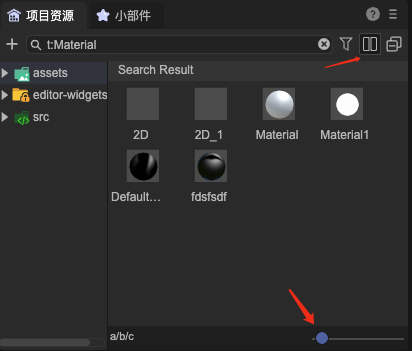 项目资源
小部件
t:Material
assets
editor-widgets
src
Search Result
2D
2D_1
Material
Material1
Default…
fdsfsdf
a/b/c